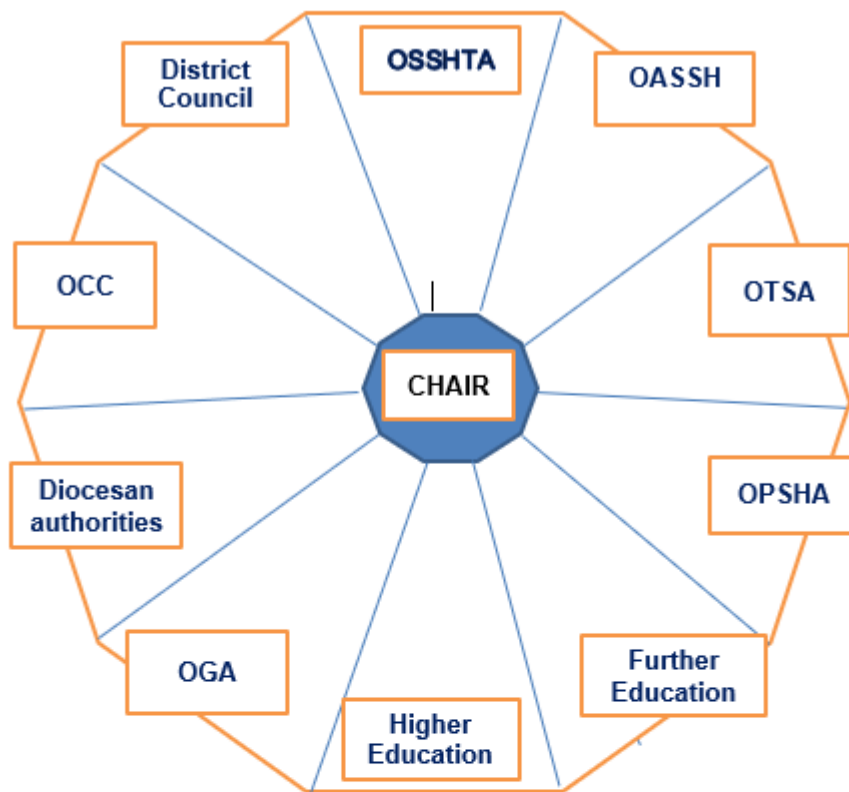 OSSHTA
District
Council
OASSH
OCC
OTSA
CHAIR
Diocesan
authorities
OPSHA
OGA
Further
Education
Higher
Education